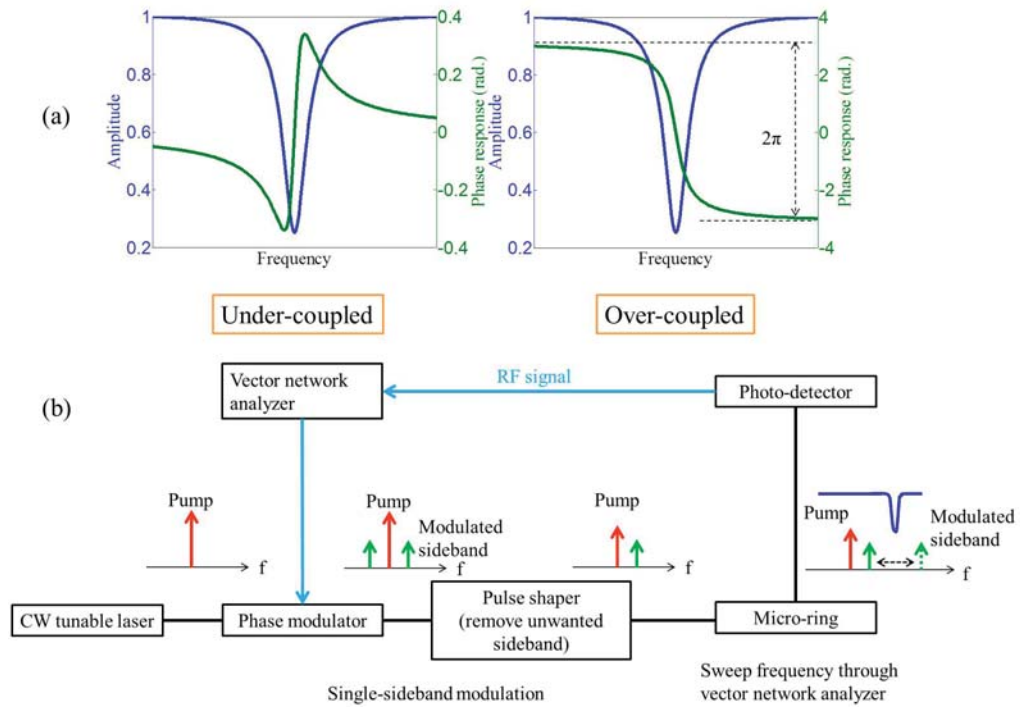 (a)
1
0.8
0.6
0.4
0.2
Amplitude
0.4
0.2
0
-0.2
-0.4
Phase response (rad.)
Frequency
Under-coupled
1
0.8
0.6
0.4
0.2
Amplitude
4
2
0
-2
-4
Phase response (rad.)
2π
Frequency
Over-coupled
(b)
Vector network
analyzer
RF signal
Photo-detector
Pump
f
Pump
Modulated
sideband
f
Pump
f
Pump
Modulated
sideband
f
CW tunable laser
Phase modulator
Pulse shaper
(remove unwanted
sideband)
Micro-ring
Single-sideband modulation
Sweep frequency through
vector network analyzer